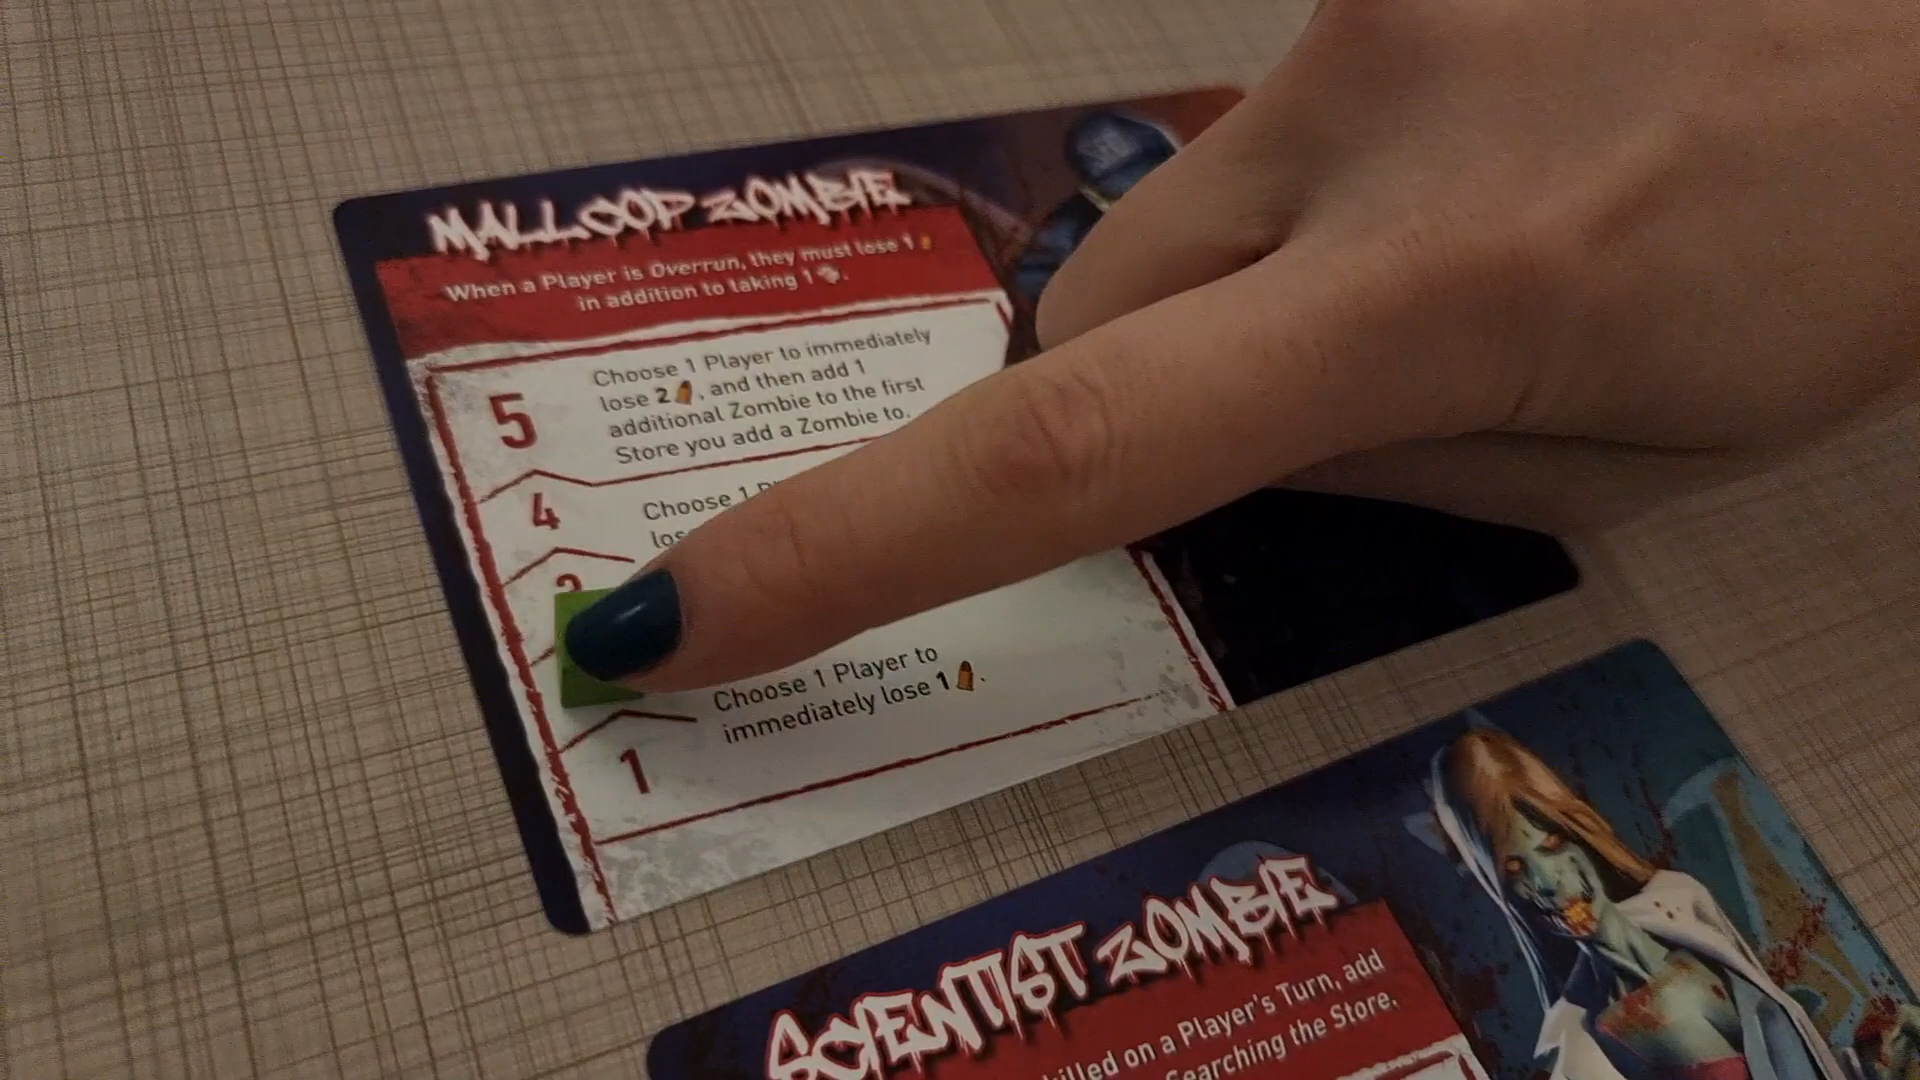 MALL COP ZOMBIE
When a Player is Overrun, they must lose 1
in addition to taking 1
5
Choose 1 Player to immediately
lose 2, and then add 1
additional Zombie to the first
Store you add a Zombie to.
4
Choose 1
Choose 1 Player to
immediately lose 1.
1
SCIENTIST ZOMBIE
killed on a Player's Turn, add
Searching the Store.